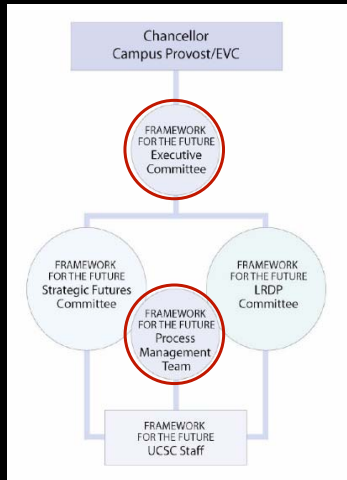 Chancellor
Campus Provost/EVC
FRAMEWORK
FOR THE FUTURE
Executive
Committee
FRAMEWORK
FOR THE FUTURE
Strategic Futures
Committee
FRAMEWORK
FOR THE FUTURE
LRDP
Committee
FRAMEWORK
FOR THE FUTURE
Process
Management
Team
FRAMEWORK
FOR THE FUTURE
UCSC Staff